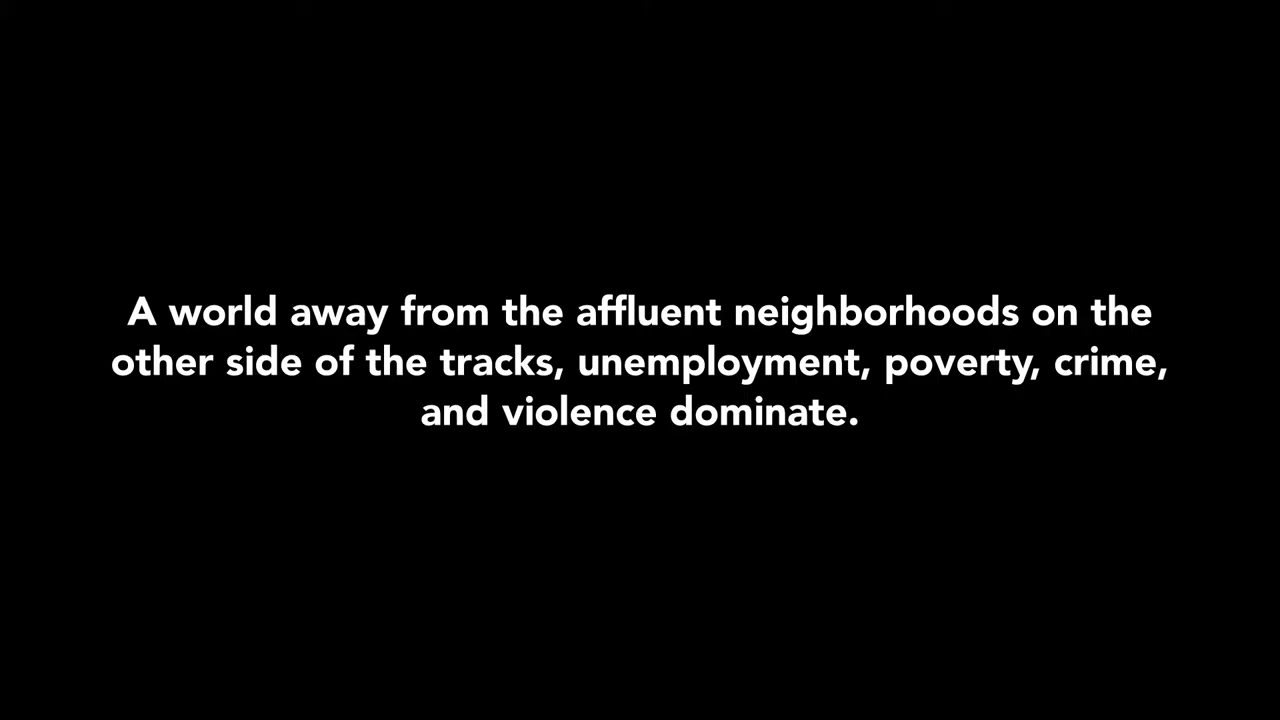 A world away from the affluent neighborhoods on the
other side of the tracks, unemployment, poverty, crime,
and violence dominate.